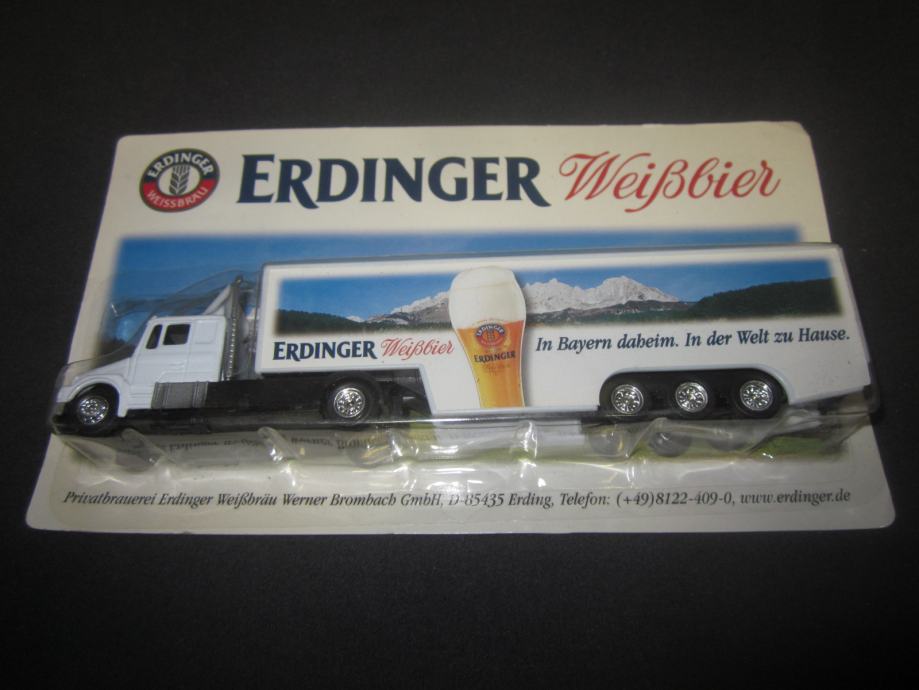 ERDINGER
WEISSBRÄU
ERDINGER Weißbier
ERDINGER Weißbier
ERDINGER
ERDINGER
In Bayern daheim. In der Welt zu Hause.
Privatbrauerei Erdinger Weißbräu Werner Brombach GmbH, D-85435 Erding, Telefon: (+49)8122-409-0, www.erdinger.de